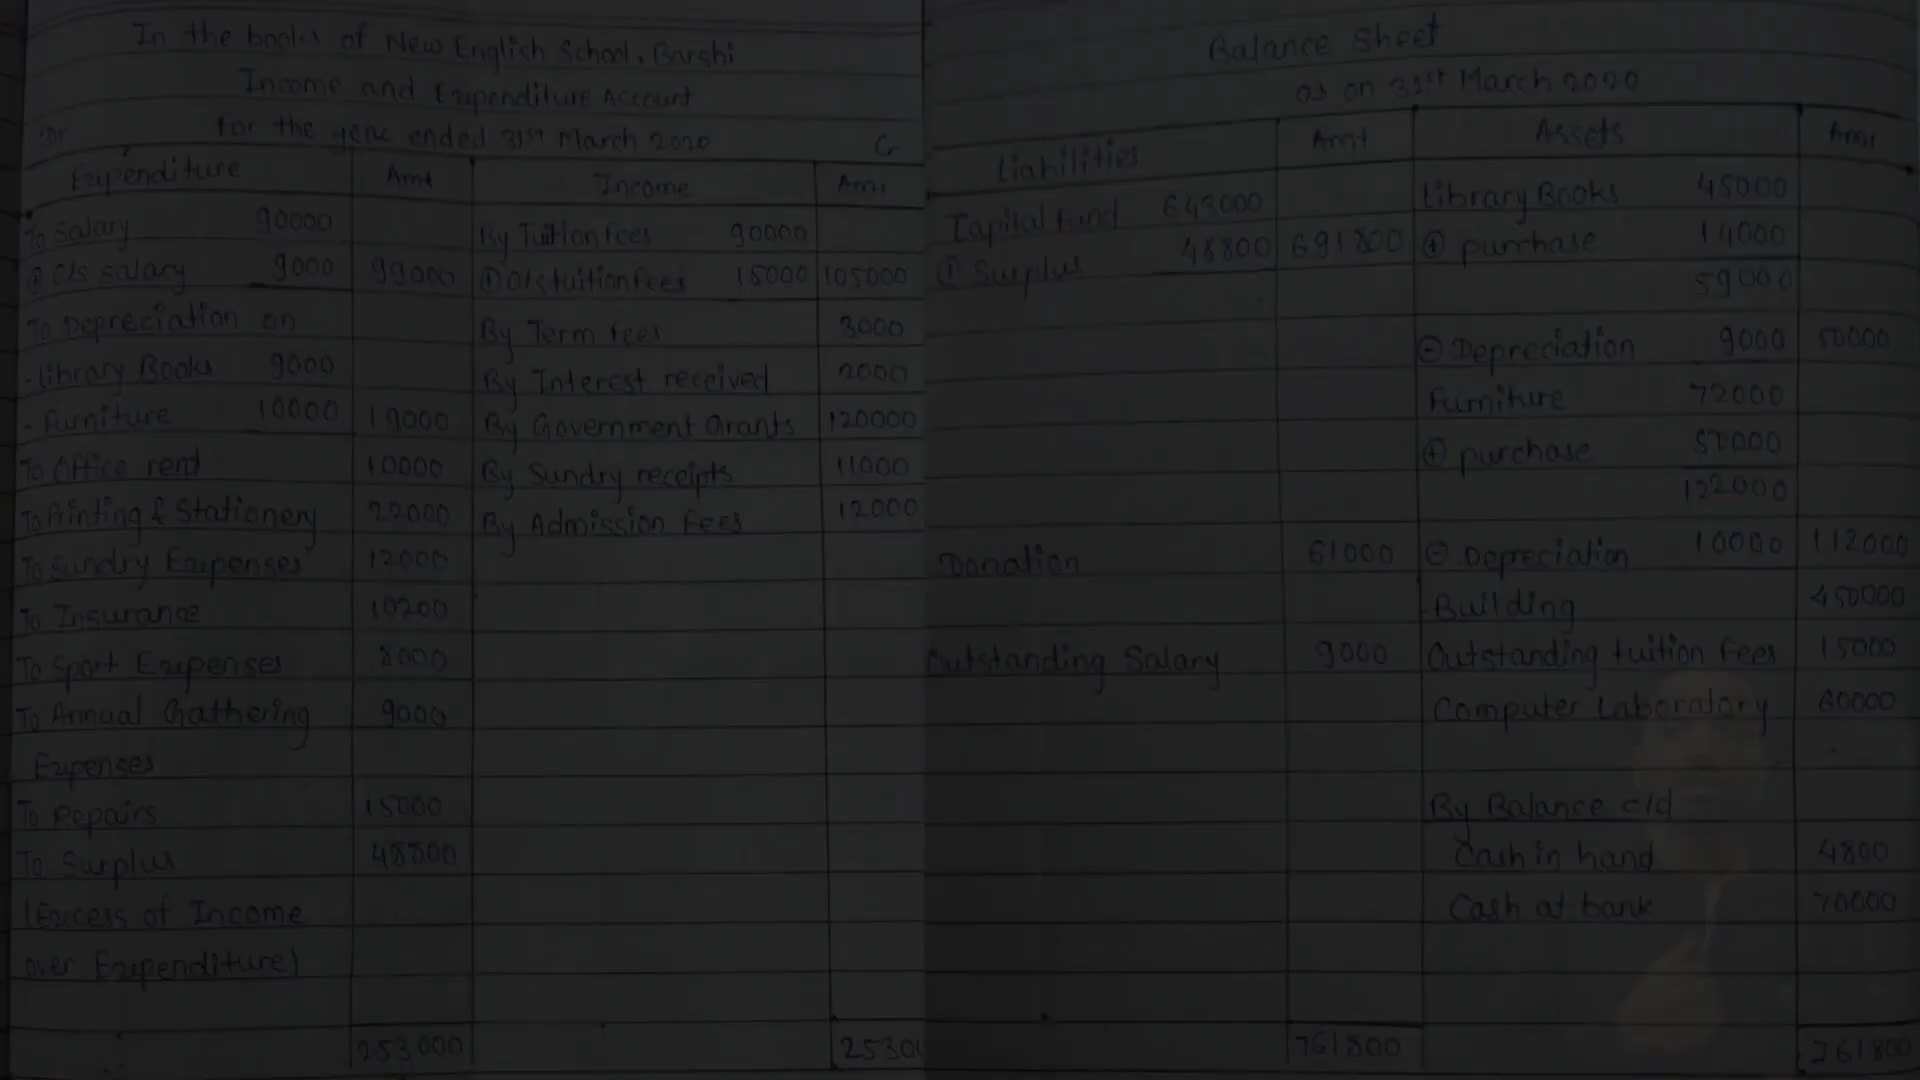 In the books of New English School, Barshi
Income and Expenditure Account
for the year ended 31st March 2020
Dr Cr
Expenditure Amt Income Amt
To Salary 90000 By Tuition fees 90000
⊕ O/s salary 9000 99000 ⊕ O/s tuition fees 15000 105000
To Depreciation on By Term fees 3000
- Library Books 9000 By Interest received 2000
- Furniture 10000 19000 By Government Grants 120000
To Office rent 10000 By Sundry receipts 11000
To Printing & Stationery 22000 By Admission Fees 12000
To Sundry Expenses 12000
To Insurance 10200
To Sport Expenses 8000
To Annual Gathering 9000
Expenses
To Repairs 15000
To Surplus 48800
(Excess of Income
over Expenditure)
253000 25300
Balance Sheet
as on 31st March 2020
Liabilities Amt Assets Amt
Capital fund 643000 Library Books 45000
⊕ Surplus 48800 691800 ⊕ purchase 14000
59000
⊖ Depreciation 9000 50000
Furniture 72000
⊕ purchase 50000
122000
Donation 61000 ⊖ Depreciation 10000 112000
Building 450000
Outstanding Salary 9000 Outstanding tuition Fees 15000
Computer Laboratory 60000
By Balance c/d
Cash in hand 4800
Cash at bank 70000
761800 761800